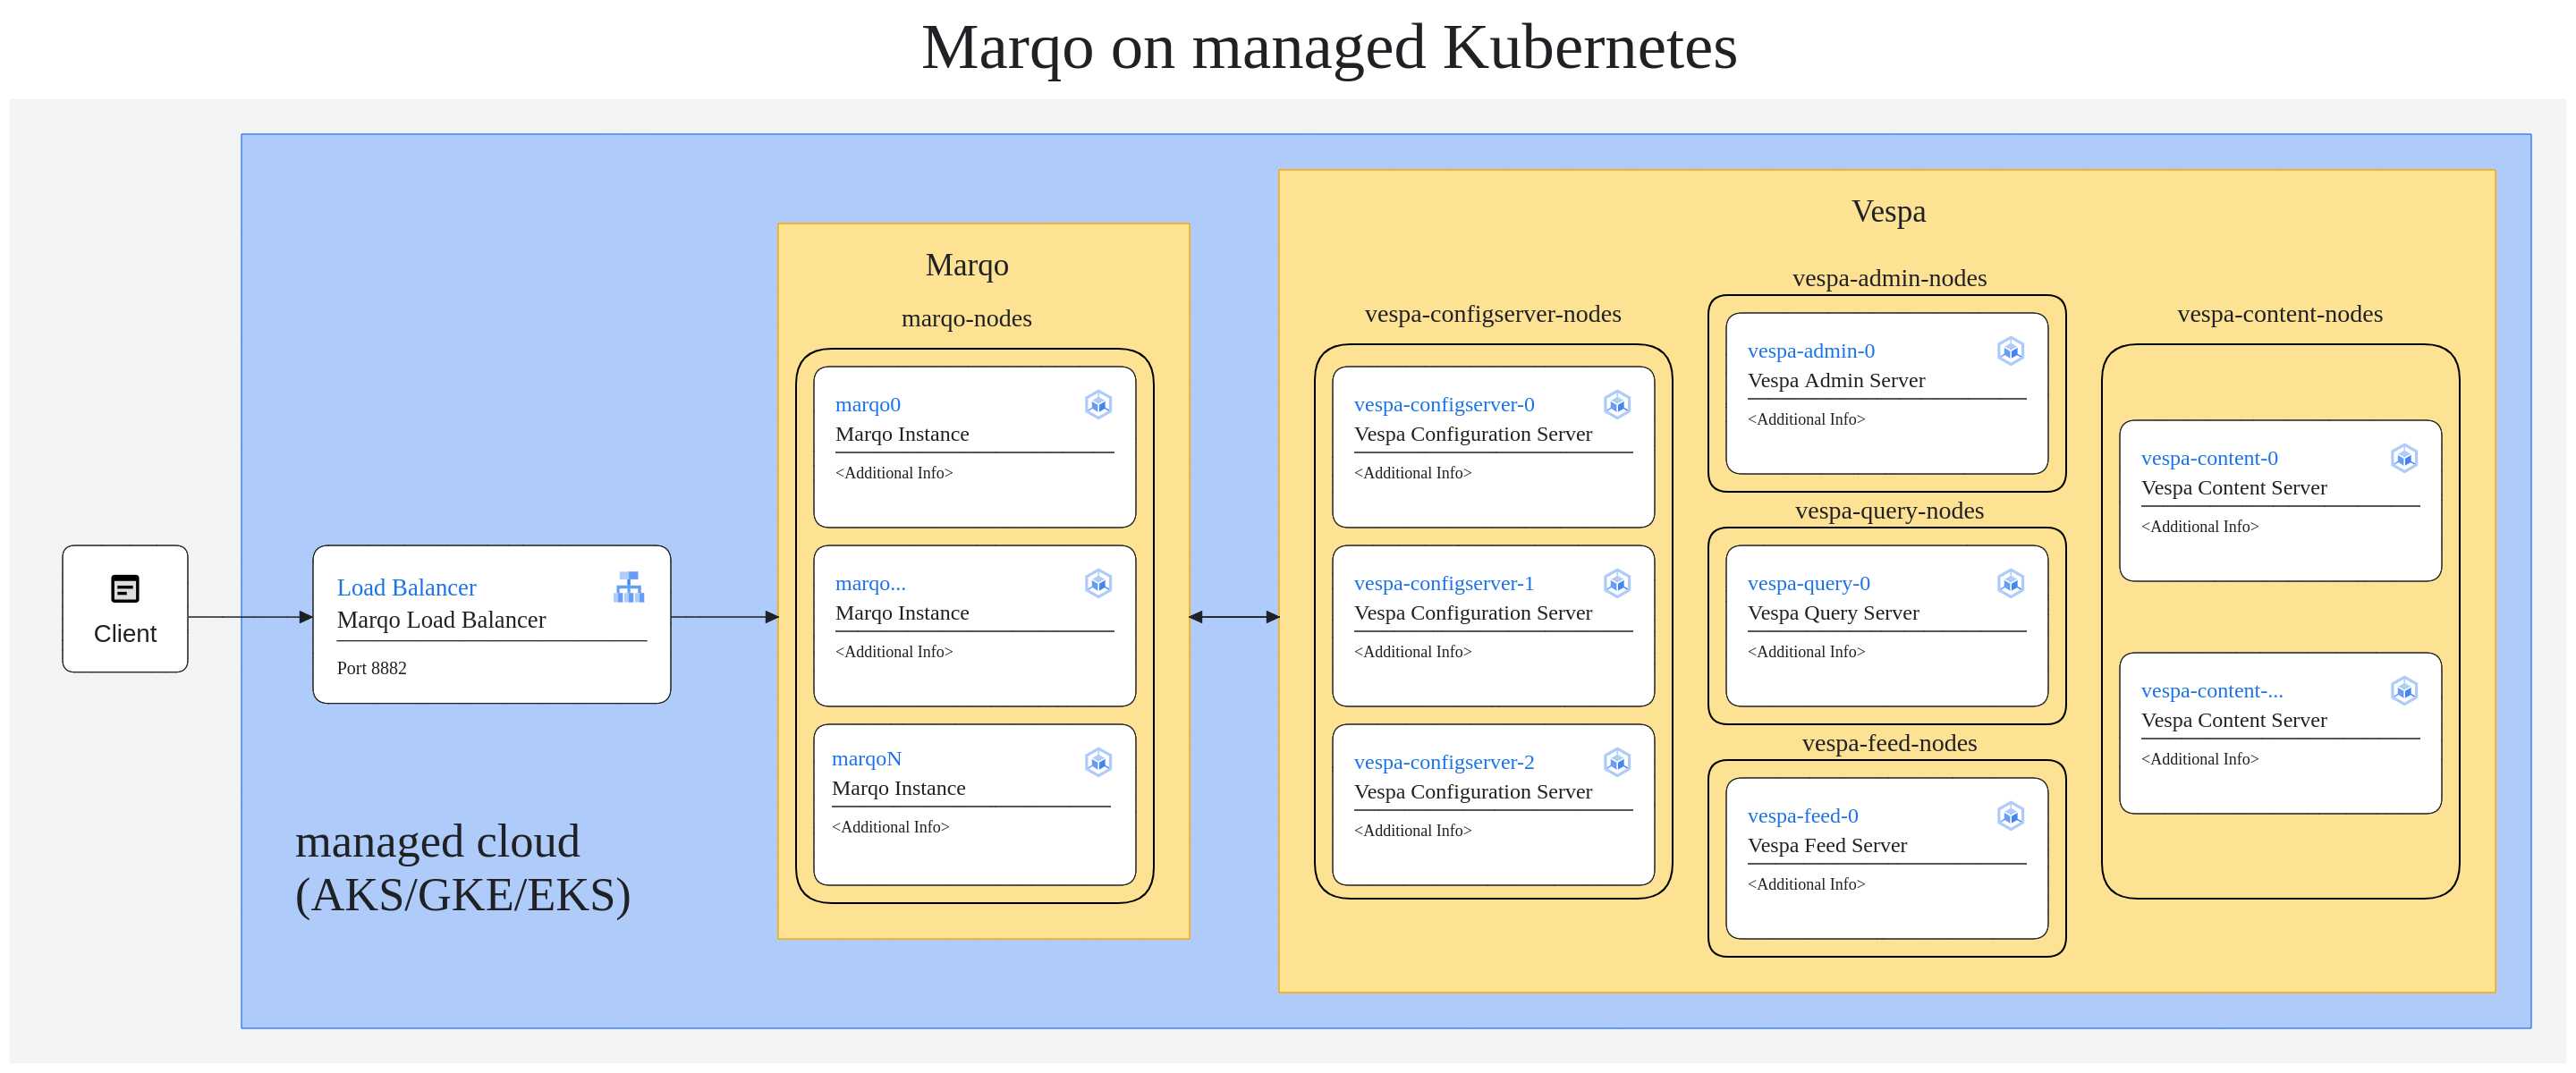 Marqo on managed Kubernetes
Client
Load Balancer
Marqo Load Balancer
Port 8882
managed cloud
(AKS/GKE/EKS)
Marqo
marqo-nodes
marqo0
Marqo Instance
<Additional Info>
marqo...
Marqo Instance
<Additional Info>
marqoN
Marqo Instance
<Additional Info>
Vespa
vespa-configserver-nodes
vespa-configserver-0
Vespa Configuration Server
<Additional Info>
vespa-configserver-1
Vespa Configuration Server
<Additional Info>
vespa-configserver-2
Vespa Configuration Server
<Additional Info>
vespa-admin-nodes
vespa-admin-0
Vespa Admin Server
<Additional Info>
vespa-query-nodes
vespa-query-0
Vespa Query Server
<Additional Info>
vespa-feed-nodes
vespa-feed-0
Vespa Feed Server
<Additional Info>
vespa-content-nodes
vespa-content-0
Vespa Content Server
<Additional Info>
vespa-content-...
Vespa Content Server
<Additional Info>